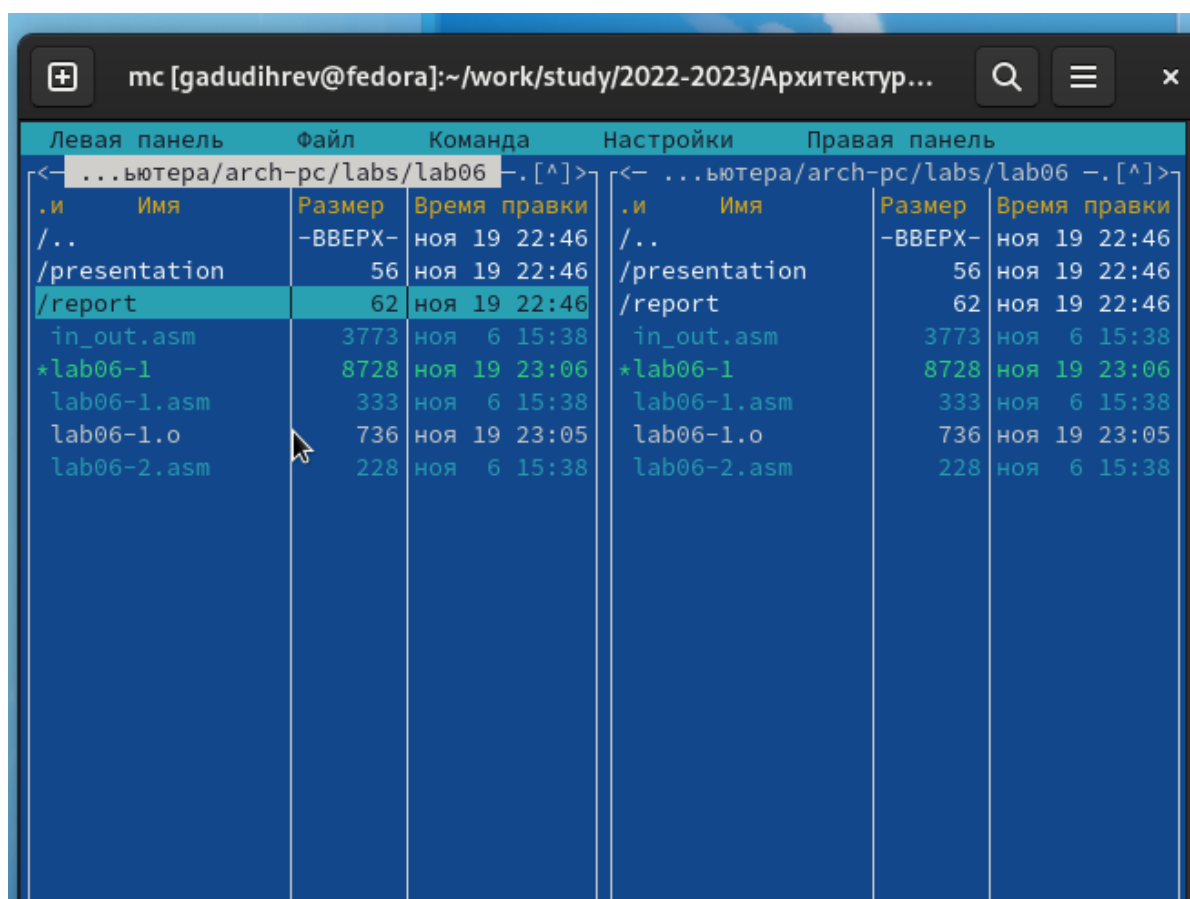 mc [gadudihrev@fedora]:~/work/study/2022-2023/Архитектур...
Левая панель Файл Команда Настройки Правая панель
<— ...ьютера/arch-pc/labs/lab06 —.[^]> <— ...ьютера/arch-pc/labs/lab06 —.[^]>
.и Имя Размер Время правки .и Имя Размер Время правки
/.. -ВВЕРХ- ноя 19 22:46 /.. -ВВЕРХ- ноя 19 22:46
/presentation 56 ноя 19 22:46 /presentation 56 ноя 19 22:46
/report 62 ноя 19 22:46 /report 62 ноя 19 22:46
in_out.asm 3773 ноя 6 15:38 in_out.asm 3773 ноя 6 15:38
*lab06-1 8728 ноя 19 23:06 *lab06-1 8728 ноя 19 23:06
lab06-1.asm 333 ноя 6 15:38 lab06-1.asm 333 ноя 6 15:38
lab06-1.o 736 ноя 19 23:05 lab06-1.o 736 ноя 19 23:05
lab06-2.asm 228 ноя 6 15:38 lab06-2.asm 228 ноя 6 15:38